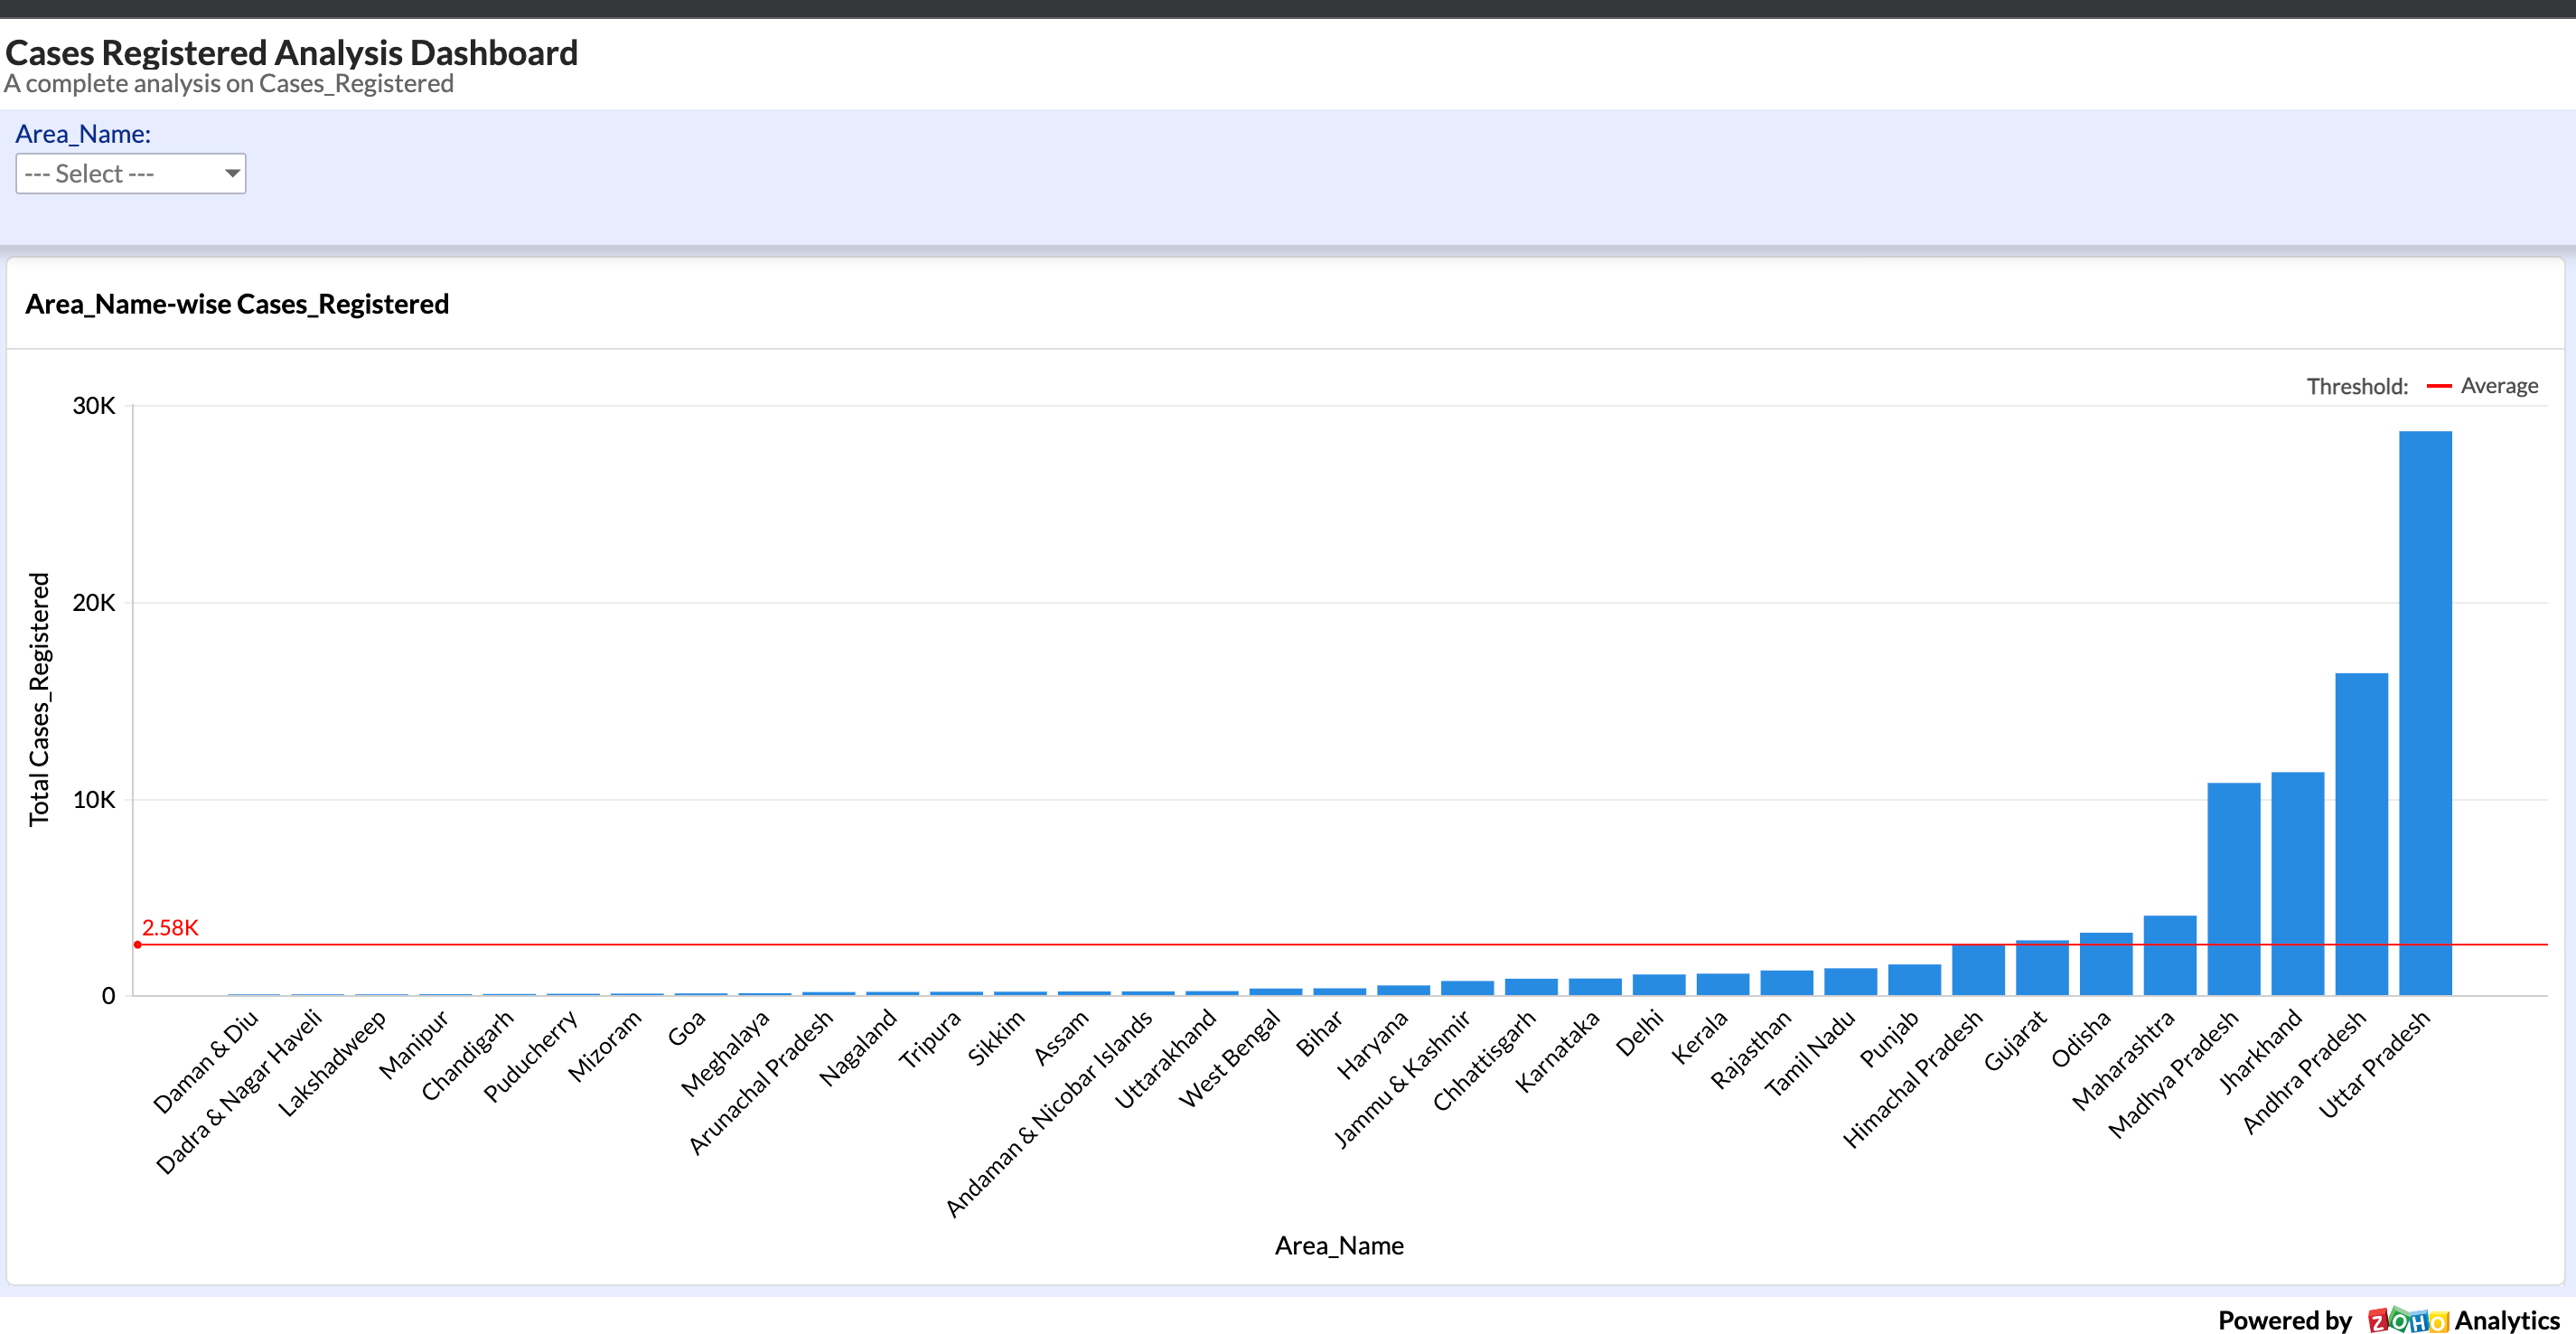 Cases Registered Analysis Dashboard
A complete analysis on Cases_Registered
Area_Name:
--- Select ---
Area_Name-wise Cases_Registered
Threshold: Average
30K
20K
10K
0
2.58K
Total Cases_Registered
Daman & Diu
Dadra & Nagar Haveli
Lakshadweep
Manipur
Chandigarh
Puducherry
Mizoram
Goa
Meghalaya
Arunachal Pradesh
Nagaland
Tripura
Sikkim
Assam
Andaman & Nicobar Islands
Uttarakhand
West Bengal
Bihar
Haryana
Jammu & Kashmir
Chhattisgarh
Karnataka
Delhi
Kerala
Rajasthan
Tamil Nadu
Punjab
Himachal Pradesh
Gujarat
Odisha
Maharashtra
Madhya Pradesh
Jharkhand
Andhra Pradesh
Uttar Pradesh
Area_Name
Powered by ZOHO Analytics